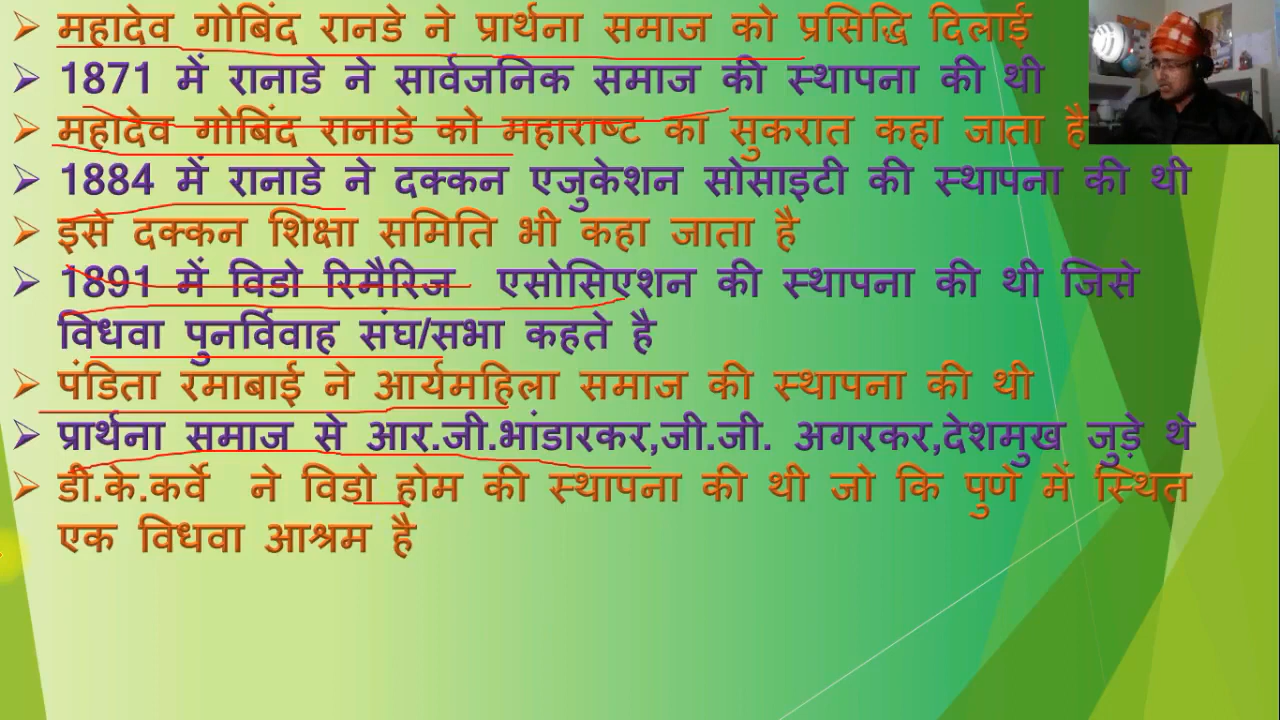 महादेव गोबिंद रानडे ने प्रार्थना समाज को प्रसिद्धि दिलाई
1871 में रानाडे ने सार्वजनिक समाज की स्थापना की थी
महादेव गोबिंद रानाडे को महाराष्ट का सुकरात कहा जाता है
1884 में रानाडे ने दक्कन एजुकेशन सोसाइटी की स्थापना की थी
इसे दक्कन शिक्षा समिति भी कहा जाता है
1891 में विडो रिमैरिज एसोसिएशन की स्थापना की थी जिसे
विधवा पुनर्विवाह संघ/सभा कहते है
पंडिता रमाबाई ने आर्यमहिला समाज की स्थापना की थी
प्रार्थना समाज से आर.जी.भांडारकर,जी.जी. अगरकर,देशमुख जुड़े थे
डी.के.कर्वे ने विडो होम की स्थापना की थी जो कि पुणे में स्थित
एक विधवा आश्रम है